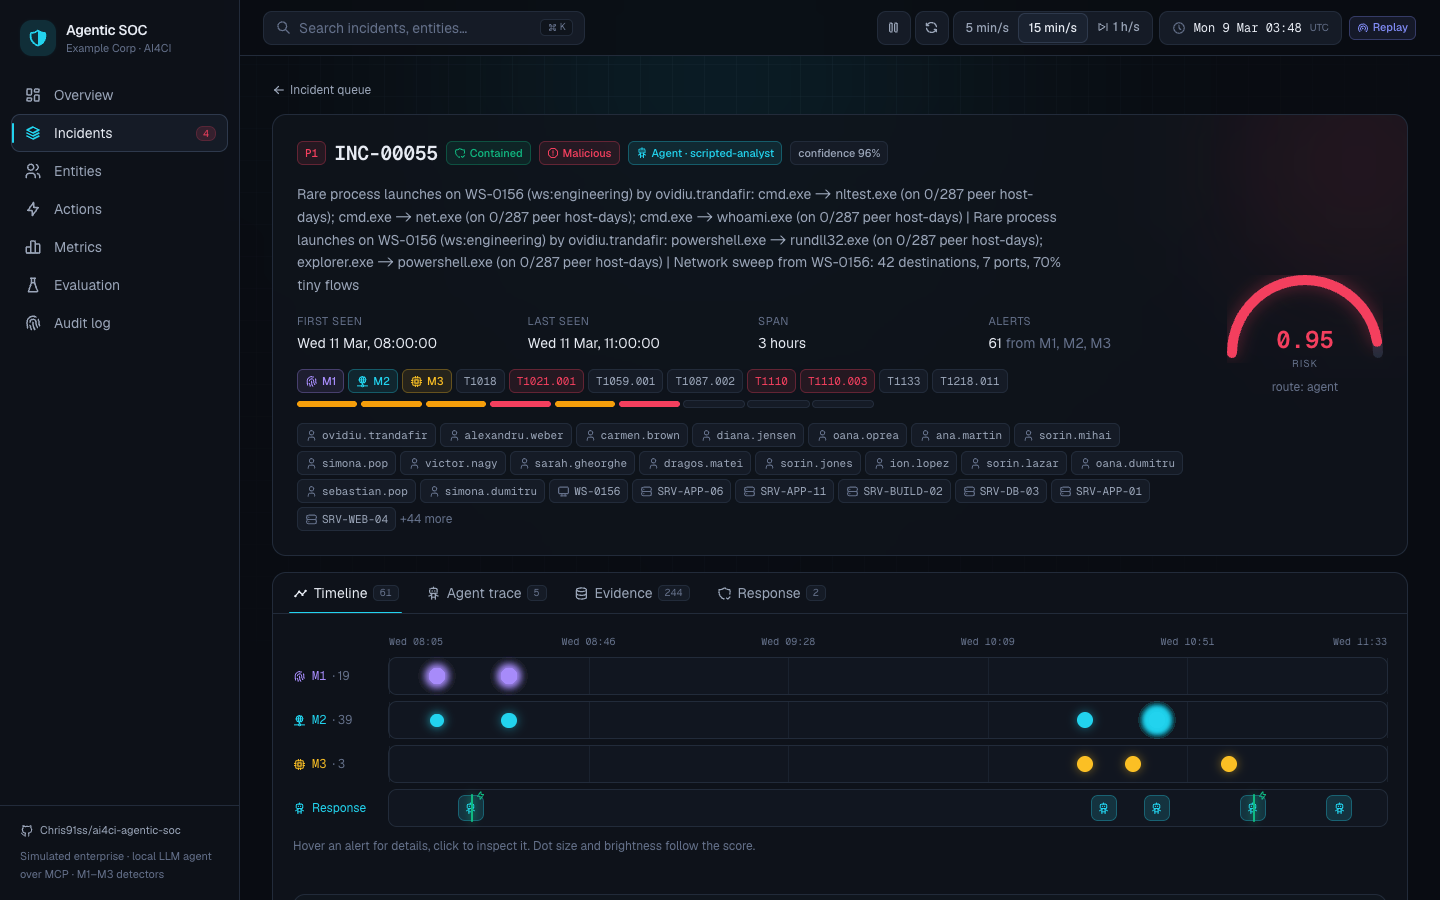 Agentic SOC
Example Corp · AI4CI
Search incidents, entities...
⌘ K
5 min/s
15 min/s
1 h/s
Mon 9 Mar 03:48 UTC
Replay
Overview
Incidents
4
Entities
Actions
Metrics
Evaluation
Audit log
Chris91ss/ai4ci-agentic-soc
Simulated enterprise · local LLM agent
over MCP · M1–M3 detectors
← Incident queue
P1
INC-00055
Contained
Malicious
Agent · scripted-analyst
confidence 96%
Rare process launches on WS-0156 (ws:engineering) by ovidiu.trandafir: cmd.exe → nltest.exe (on 0/287 peer host-
days); cmd.exe → net.exe (on 0/287 peer host-days); cmd.exe → whoami.exe (on 0/287 peer host-days) | Rare process
launches on WS-0156 (ws:engineering) by ovidiu.trandafir: powershell.exe → rundll32.exe (on 0/287 peer host-days);
explorer.exe → powershell.exe (on 0/287 peer host-days) | Network sweep from WS-0156: 42 destinations, 7 ports, 70%
tiny flows
FIRST SEEN
Wed 11 Mar, 08:00:00
LAST SEEN
Wed 11 Mar, 11:00:00
SPAN
3 hours
ALERTS
61 from M1, M2, M3
0.95
RISK
route: agent
M1
M2
M3
T1018
T1021.001
T1059.001
T1087.002
T1110
T1110.003
T1133
T1218.011
ovidiu.trandafir
alexandru.weber
carmen.brown
diana.jensen
oana.oprea
ana.martin
sorin.mihai
simona.pop
victor.nagy
sarah.gheorghe
dragos.matei
sorin.jones
ion.lopez
sorin.lazar
oana.dumitru
sebastian.pop
simona.dumitru
WS-0156
SRV-APP-06
SRV-APP-11
SRV-BUILD-02
SRV-DB-03
SRV-APP-01
SRV-WEB-04
+44 more
Timeline 61
Agent trace 5
Evidence 244
Response 2
Wed 08:05
Wed 08:46
Wed 09:28
Wed 10:09
Wed 10:51
Wed 11:33
M1 · 19
M2 · 39
M3 · 3
Response
Hover an alert for details, click to inspect it. Dot size and brightness follow the score.